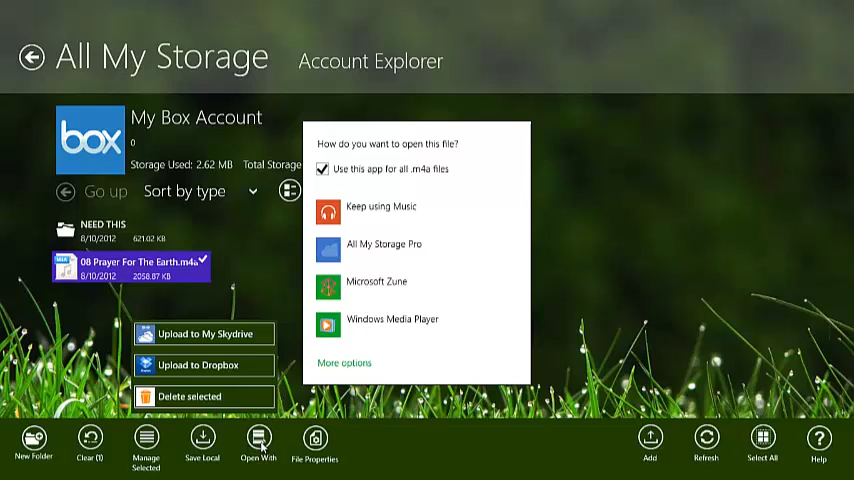 All My Storage
Account Explorer
box
My Box Account
0
Storage Used: 2.62 MB Total Storage
Go up
Sort by type
NEED THIS
8/10/2012 621.02 KB
08 Prayer For The Earth.m4a
8/10/2012 2058.87 KB
How do you want to open this file?
Use this app for all .m4a files
Keep using Music
All My Storage Pro
Microsoft Zune
Windows Media Player
More options
Upload to My Skydrive
Upload to Dropbox
Delete selected
New Folder
Clear (1)
Manage
Selected
Save Local
Open With
File Properties
Add
Refresh
Select All
Help